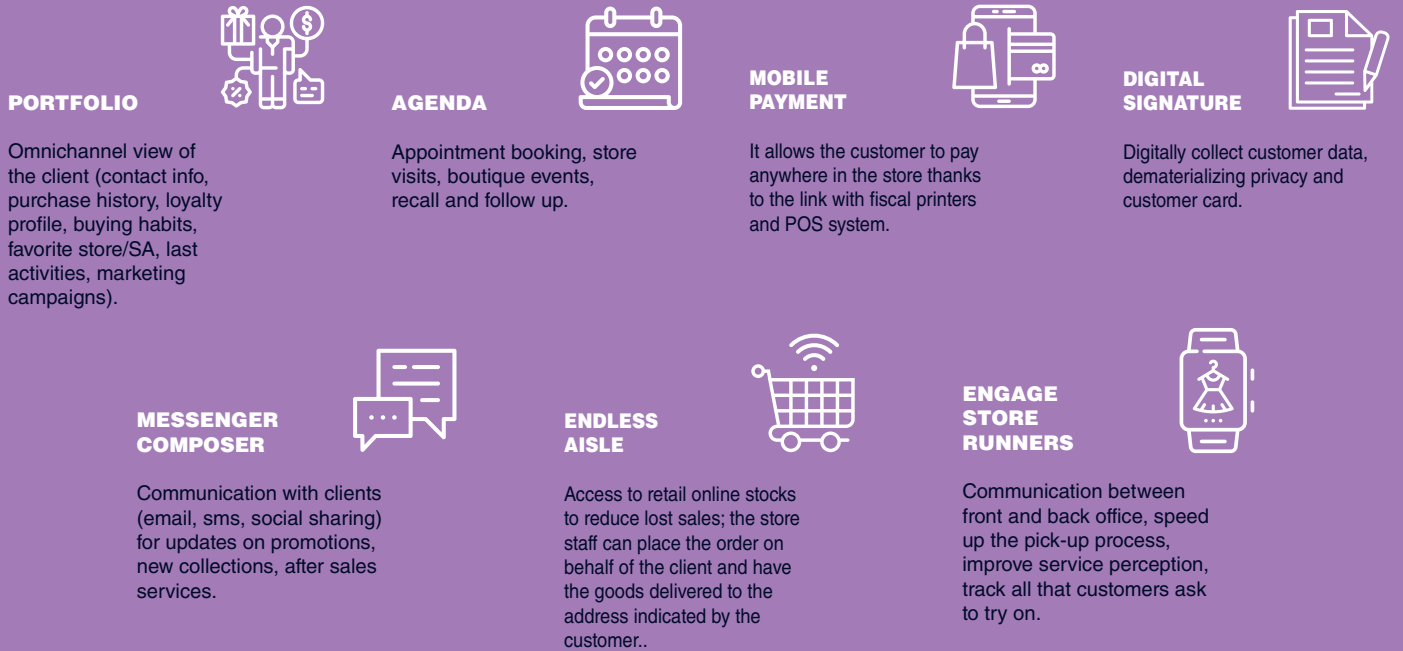 PORTFOLIO
Omnichannel view of
the client (contact info,
purchase history, loyalty
profile, buying habits,
favorite store/SA, last
activities, marketing
campaigns).
AGENDA
Appointment booking, store
visits, boutique events,
recall and follow up.
MOBILE
PAYMENT
It allows the customer to pay
anywhere in the store thanks
to the link with fiscal printers
and POS system.
DIGITAL
SIGNATURE
Digitally collect customer data,
dematerializing privacy and
customer card.
MESSENGER
COMPOSER
Communication with clients
(email, sms, social sharing)
for updates on promotions,
new collections, after sales
services.
ENDLESS
AISLE
Access to retail online stocks
to reduce lost sales; the store
staff can place the order on
behalf of the client and have
the goods delivered to the
address indicated by the
customer..
ENGAGE
STORE
RUNNERS
Communication between
front and back office, speed
up the pick-up process,
improve service perception,
track all that customers ask
to try on.